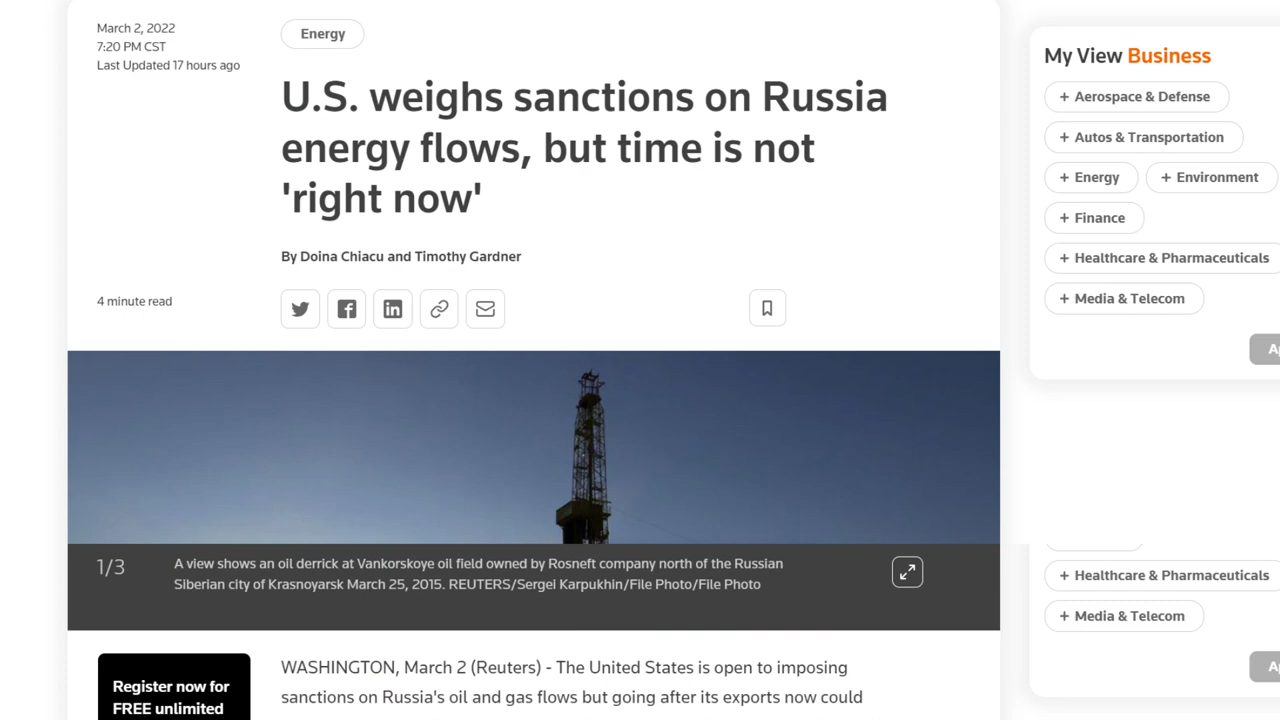 March 2, 2022
7:20 PM CST
Last Updated 17 hours ago
Energy
U.S. weighs sanctions on Russia
energy flows, but time is not
'right now'
By Doina Chiacu and Timothy Gardner
4 minute read
1/3
A view shows an oil derrick at Vankorskoye oil field owned by Rosneft company north of the Russian
Siberian city of Krasnoyarsk March 25, 2015. REUTERS/Sergei Karpukhin/File Photo/File Photo
Register now for
FREE unlimited
WASHINGTON, March 2 (Reuters) - The United States is open to imposing
sanctions on Russia's oil and gas flows but going after its exports now could
My View Business
+ Aerospace & Defense
+ Autos & Transportation
+ Energy
+ Environment
+ Finance
+ Healthcare & Pharmaceuticals
+ Media & Telecom
+ Healthcare & Pharmaceuticals
+ Media & Telecom